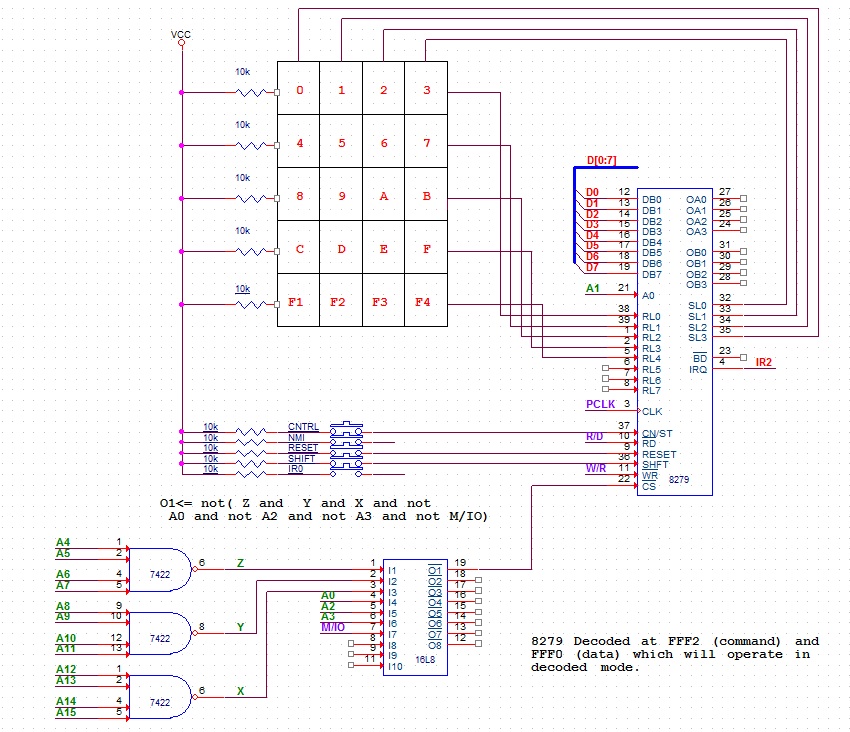 VCC
10k
10k
10k
10k
10k
0 1 2 3
4 5 6 7
8 9 A B
C D E F
F1 F2 F3 F4
D[0:7]
D0 12 DB0
D1 13 DB1
D2 14 DB2
D3 15 DB3
D4 16 DB4
D5 17 DB5
D6 18 DB6
D7 19 DB7
A1 21 A0
38 RL0
39 RL1
1 RL2
2 RL3
5 RL4
6 RL5
7 RL6
8 RL7
PCLK 3 CLK
37 CN/ST
R/D 10 RD
9 RESET
36 SHFT
W/R 11 WR
22 CS
8279
OA0 27
OA1 26
OA2 25
OA3 24
OB0 31
OB1 30
OB2 29
OB3 28
SL0 32
SL1 33
SL2 34
SL3 35
BD 23
IRQ 4 IR2
10k CNTRL
10k NMI
10k RESET
10k SHIFT
10k IR0
O1<= not( Z and Y and X and not
A0 and not A2 and not A3 and not M/IO)
A4 1
A5 2
A6 4
A7 5
7422
6 Z
A8 9
A9 10
A10 12
A11 13
7422
8 Y
A12 1
A13 2
A14 4
A15 5
7422
6 X
1 I1
2 I2
3 I3
A0 4 I4
A2 5 I5
A3 6 I6
M/IO 7 I7
8 I8
9 I9
11 I10
16L8
O1 19
O2 18
O3 17
O4 16
O5 15
O6 14
O7 13
O8 12
8279 Decoded at FFF2 (command) and
FFF0 (data) which will operate in
decoded mode.